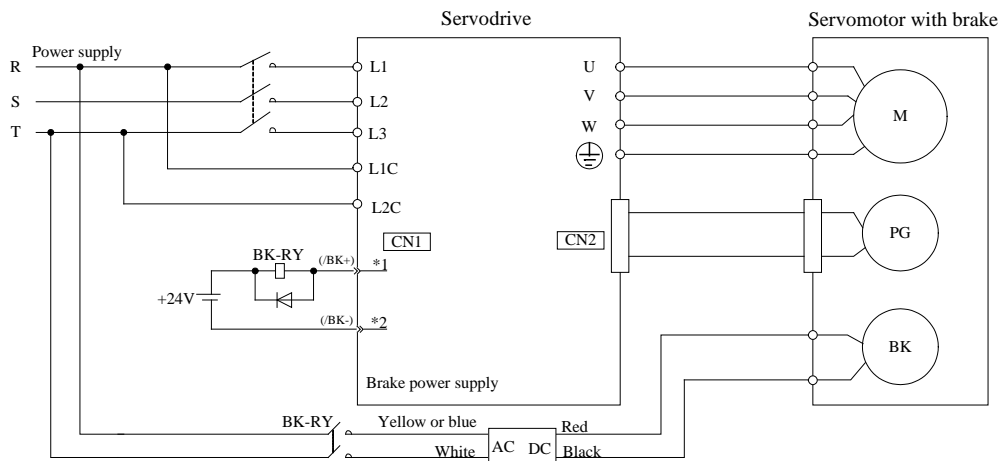 Servodrive
Servomotor with brake
Power supply
R
L1
U
S
L2
V
M
T
L3
W
L1C
L2C
CN1
CN2
PG
BK-RY
(/BK+)
*1
+24V
(/BK-)
*2
BK
Brake power supply
BK-RY
Yellow or blue
Red
White
AC DC
Black